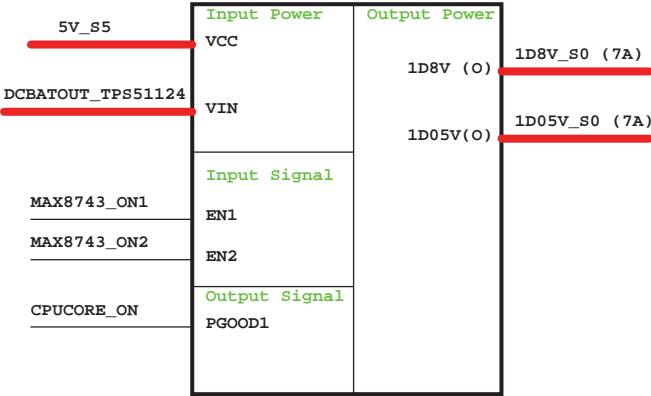 Input Power
Output Power
5V_S5
VCC
1D8V (O)
1D8V_S0 (7A)
DCBATOUT_TPS51124
VIN
1D05V(O)
1D05V_S0 (7A)
Input Signal
MAX8743_ON1
EN1
MAX8743_ON2
EN2
Output Signal
CPUCORE_ON
PGOOD1